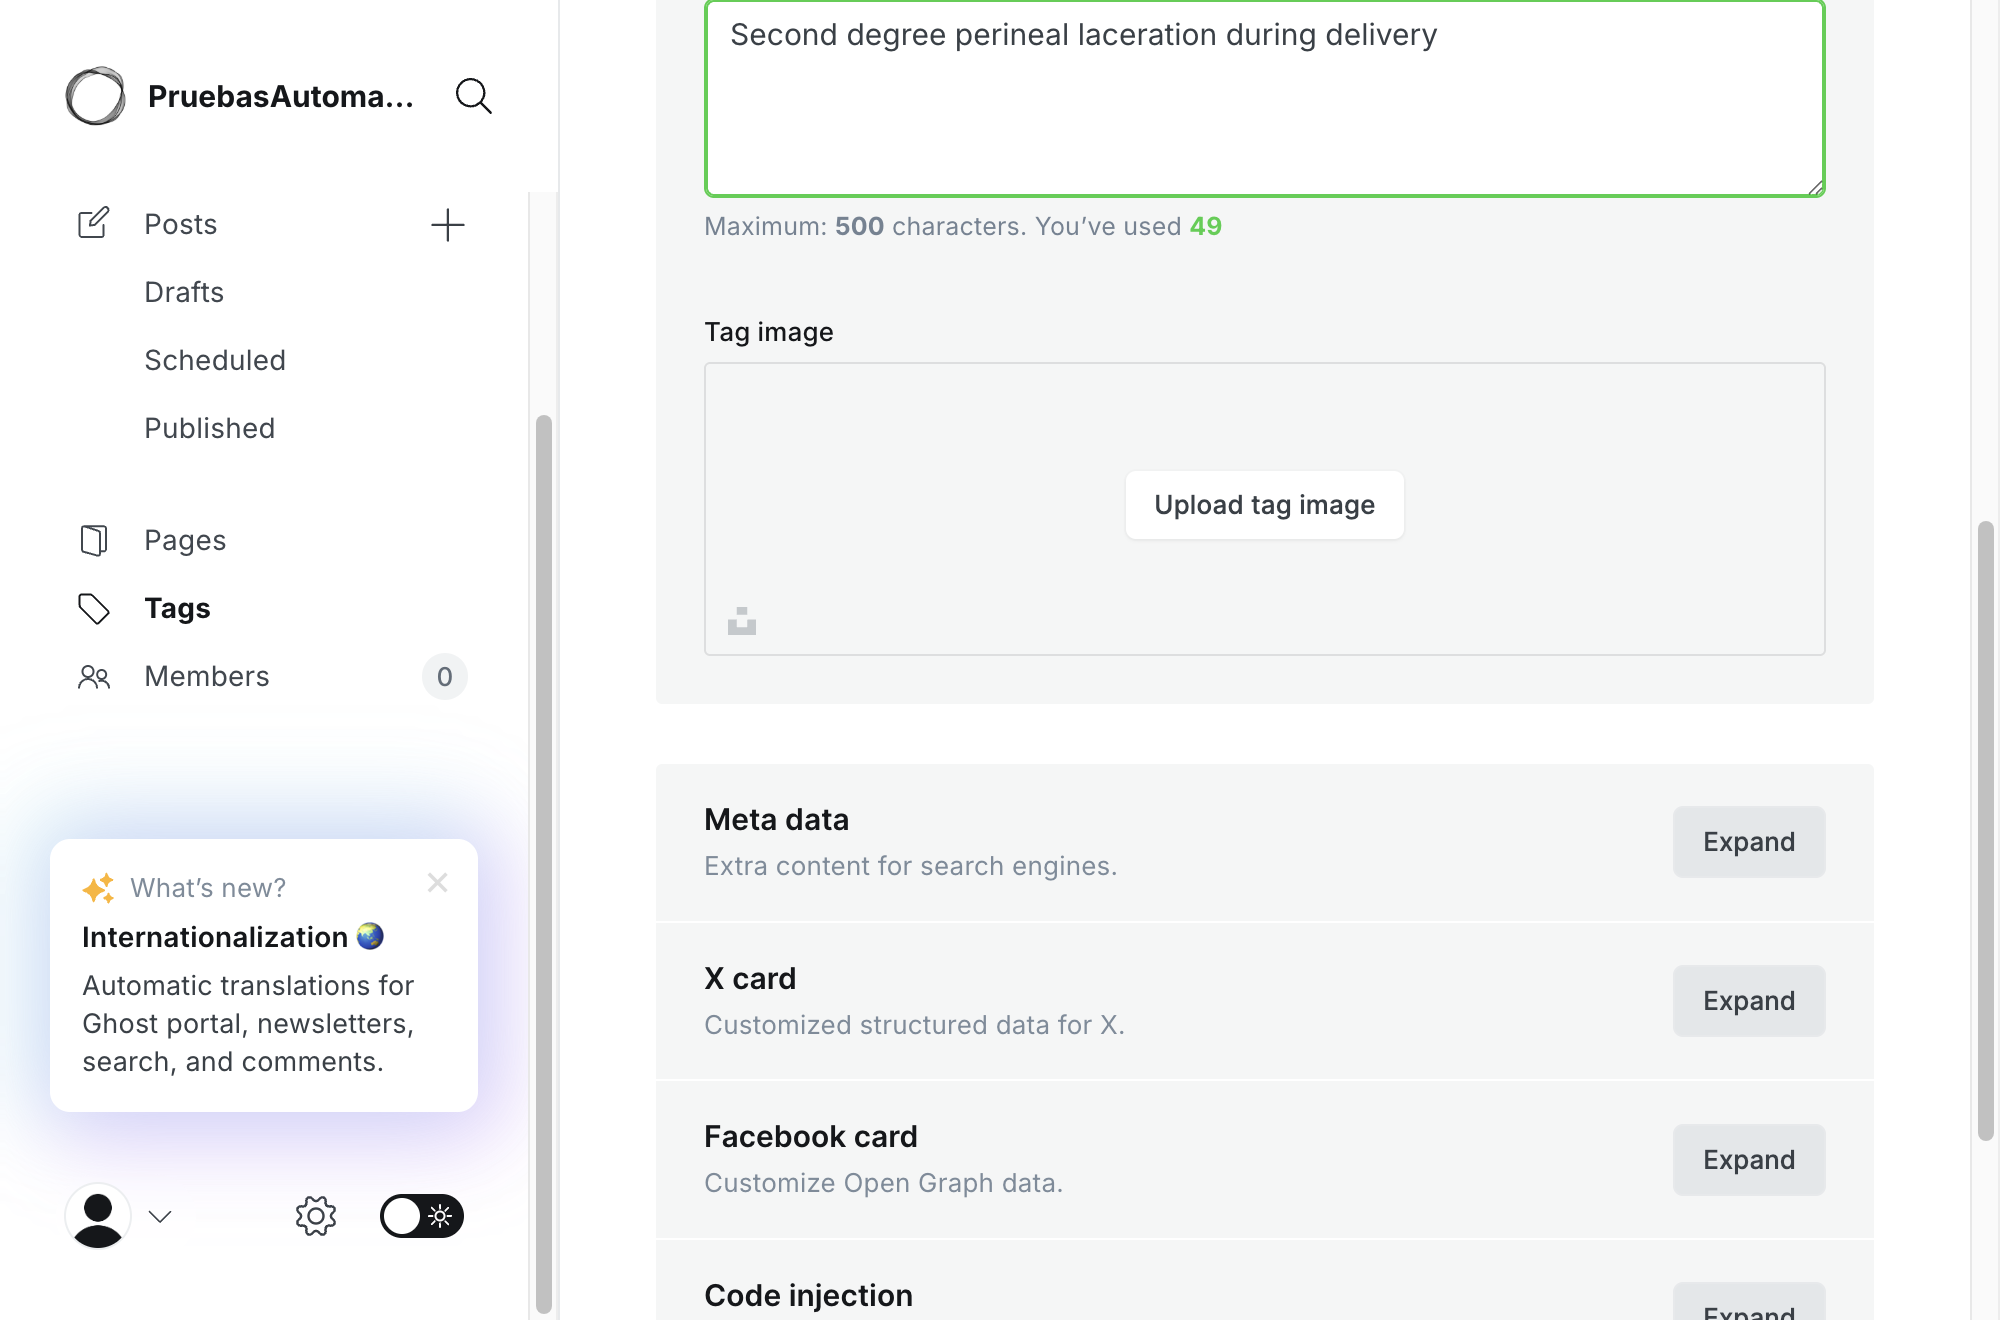 PruebasAutoma...
Posts
Drafts
Scheduled
Published
Pages
Tags
Members
0
What's new?
Internationalization
Automatic translations for
Ghost portal, newsletters,
search, and comments.
Second degree perineal laceration during delivery
Maximum: 500 characters. You've used 49
Tag image
Upload tag image
Meta data
Extra content for search engines.
Expand
X card
Customized structured data for X.
Expand
Facebook card
Customize Open Graph data.
Expand
Code injection
Expand